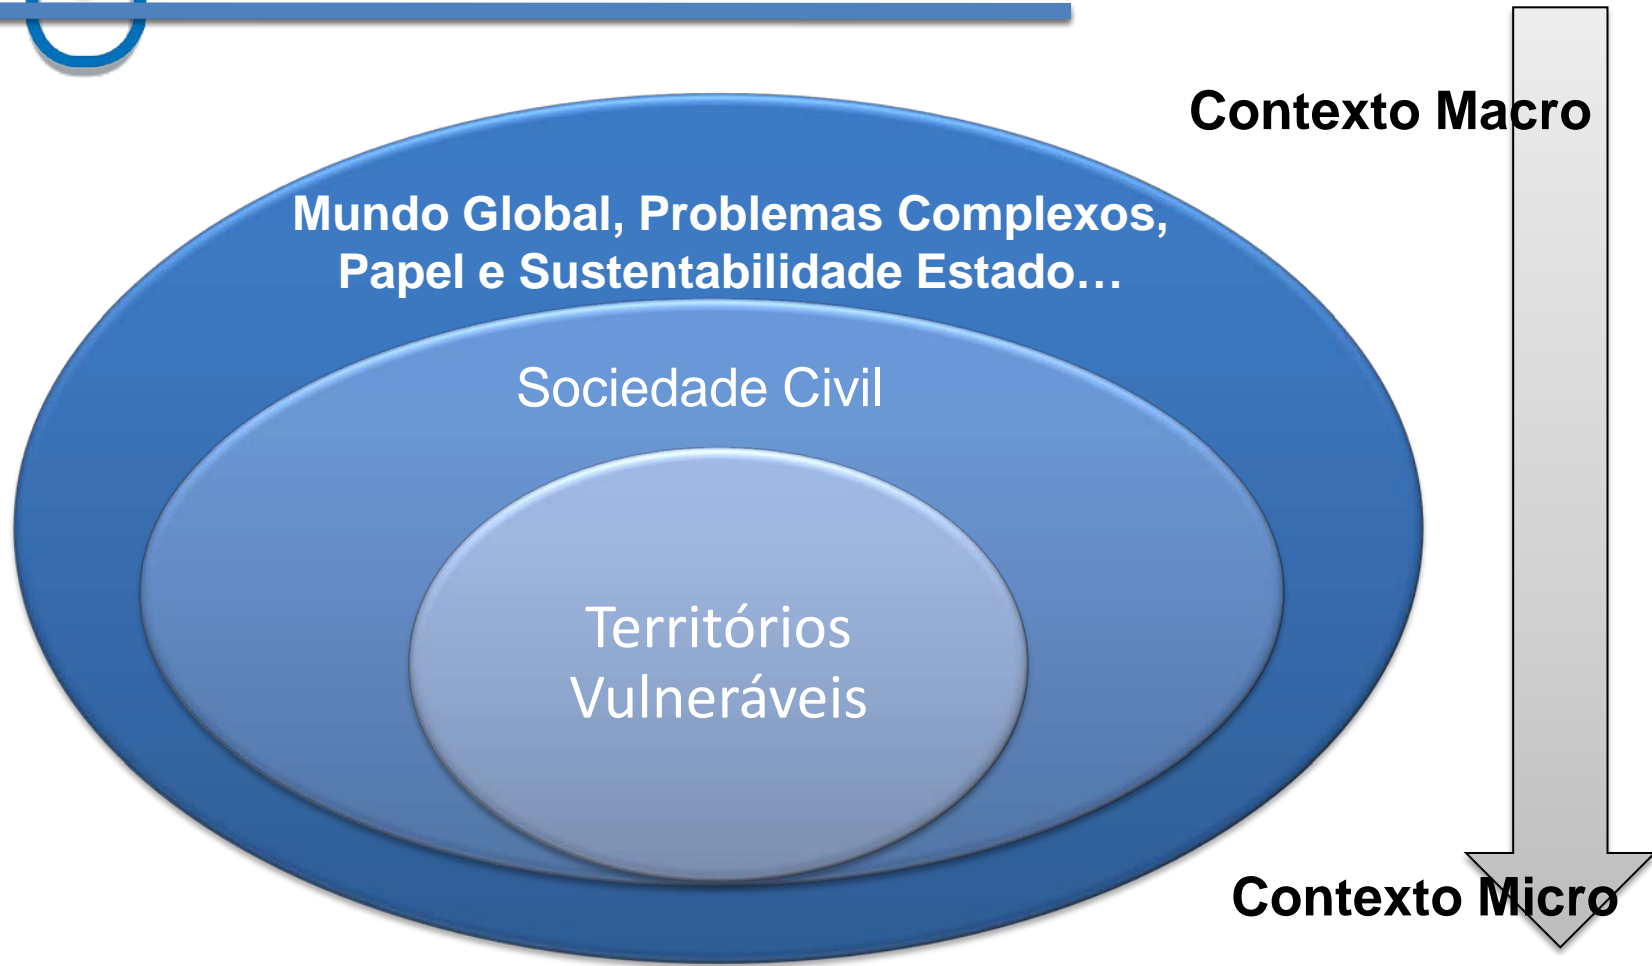 Contexto Macro
Mundo Global, Problemas Complexos,
Papel e Sustentabilidade Estado…
Sociedade Civil
Territórios
Vulneráveis
Contexto Micro